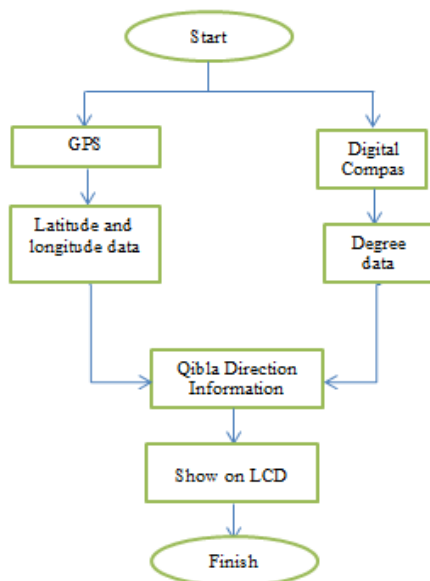 Start
GPS
Digital
Compas
Latitude and
longitude data
Degree
data
Qibla Direction
Information
Show on LCD
Finish